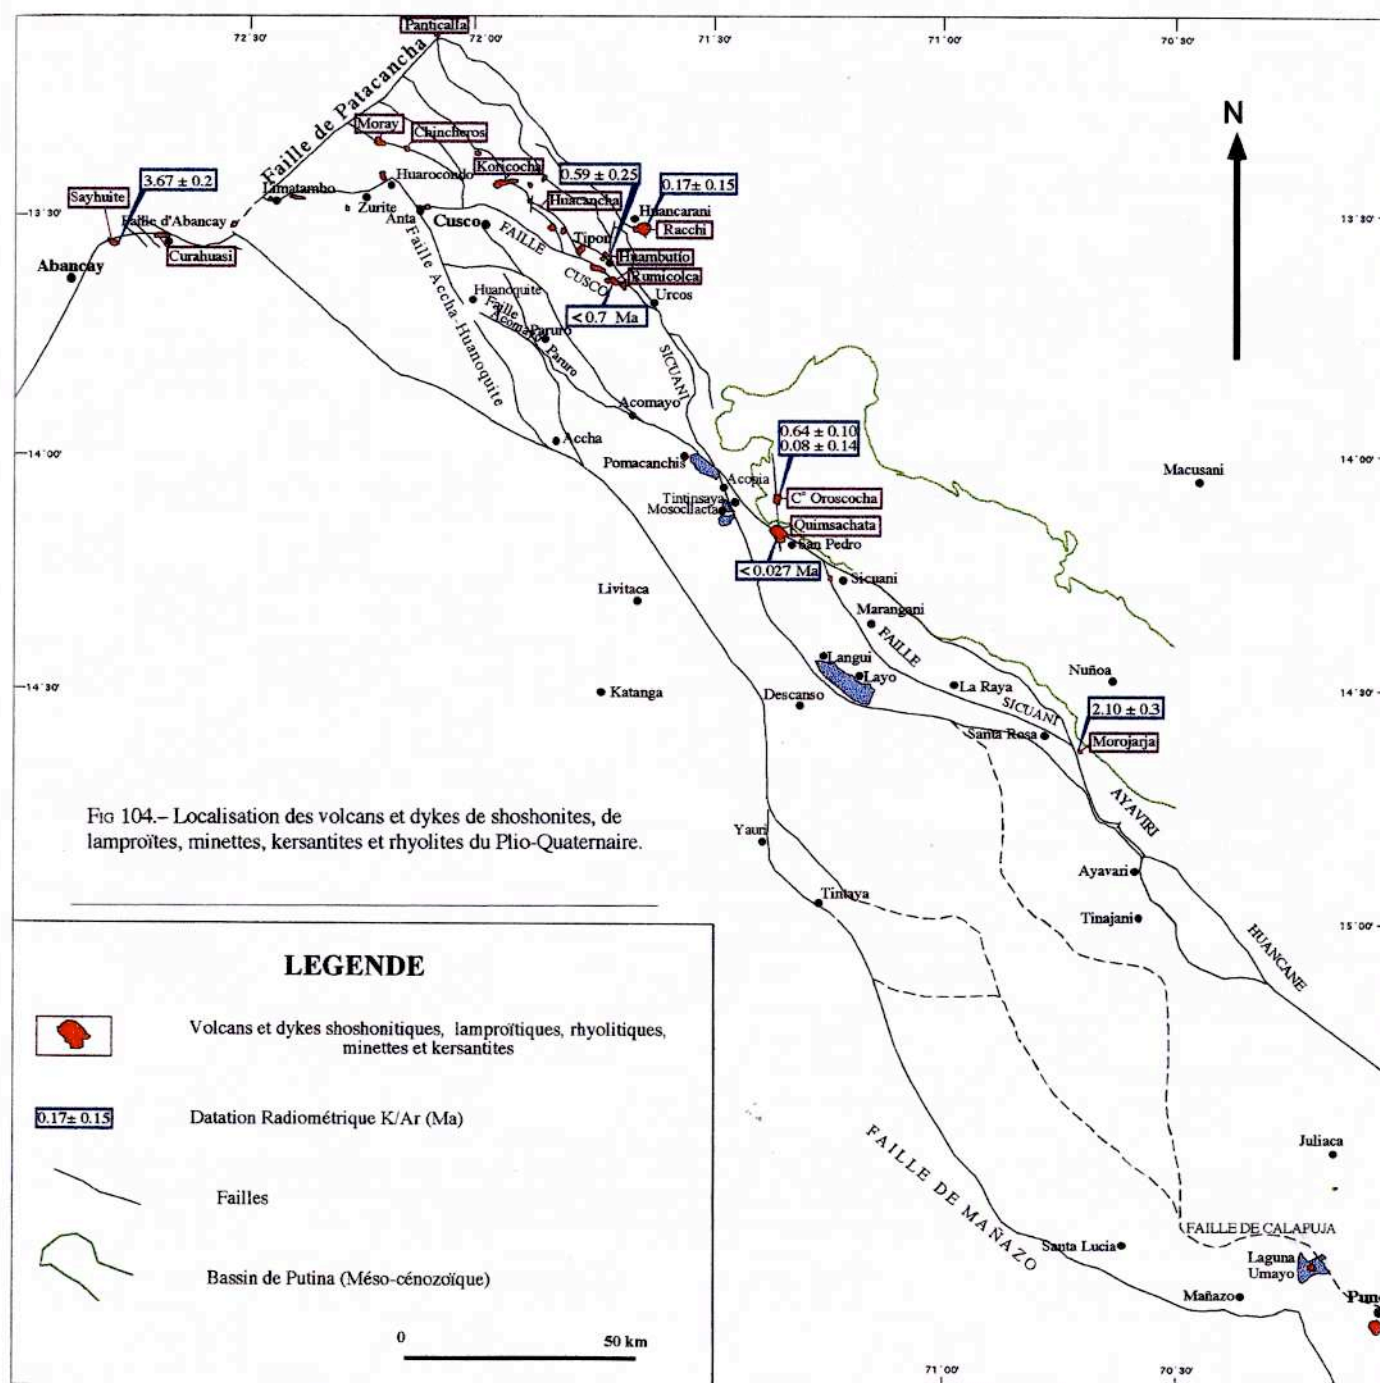 Panticalla
72°30'
72°00'
71°30'
71°00'
70°30'
Faille de Patacancha
N
Moray
Chincheros
Koricocha
0.59 ± 0.25
3.67 ± 0.2
0.17± 0.15
Sayhuite
Limatambo
Huarocondo
Huacancha
Huancarani
13°30'
13°30'
Faille d'Abancay
Zurite
Anta
Cusco
FAILLE
CUSCO
Tipon
Racchi
Curahuasi
Huambutio
Abancay
Rumicolca
Faille Accha-Huanoquite
Huanoquite
Urcos
Faille
Acomayo
Paruro
Paruro
< 0.7 Ma
SICUANI
Acomayo
0.64 ± 0.10
0.08 ± 0.14
Accha
14°00'
14°00'
Pomacanchis
Macusani
Acopia
Tintinsaya
Mosocllacta
C° Oroscocha
Quimsachata
San Pedro
< 0.027 Ma
Sicuani
Livitaca
Marangani
FAILLE
SICUANI
Langui
Layo
Nuñoa
14°30'
14°30'
Katanga
Descanso
La Raya
2.10 ± 0.3
Santa Rosa
Morojarja
AYAVIRI
FIG 104.– Localisation des volcans et dykes de shoshonites, de
lamproïtes, minettes, kersantites et rhyolites du Plio-Quaternaire.
Yauri
Ayavari
Tintaya
Tinajani
15°00'
HUANCANE
LEGENDE
Volcans et dykes shoshonitiques, lamproïtiques, rhyolitiques,
minettes et kersantites
0.17± 0.15
Datation Radiométrique K/Ar (Ma)
Failles
Bassin de Putina (Méso-cénozoïque)
0
50 km
FAILLE DE MAÑAZO
Juliaca
FAILLE DE CALAPUJA
Santa Lucia
Laguna
Umayo
Mañazo
71°00'
70°30'